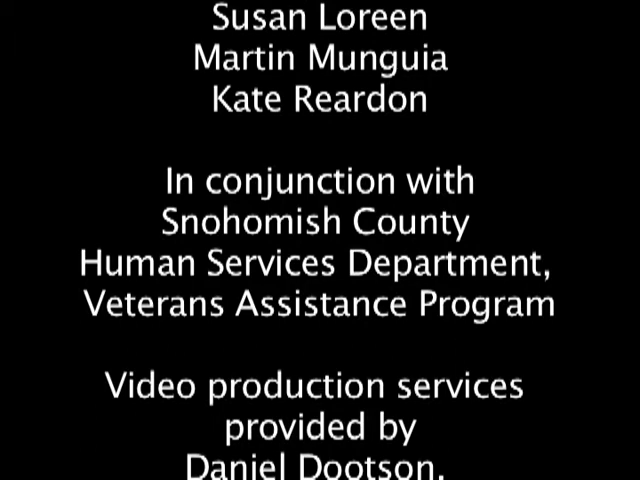 Susan Loreen
Martin Munguia
Kate Reardon
In conjunction with
Snohomish County
Human Services Department,
Veterans Assistance Program
Video production services
provided by
Daniel Dootson,